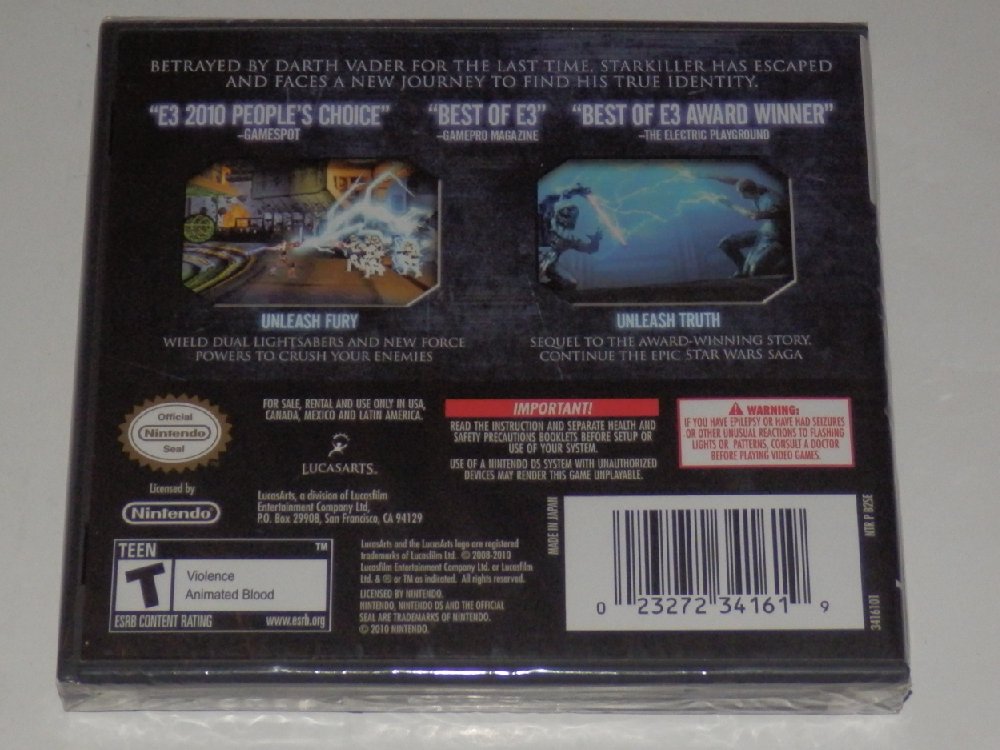 BETRAYED BY DARTH VADER FOR THE LAST TIME, STARKILLER HAS ESCAPED
AND FACES A NEW JOURNEY TO FIND HIS TRUE IDENTITY.
"E3 2010 PEOPLE'S CHOICE"
–GAMESPOT
"BEST OF E3"
–GAMEPRO MAGAZINE
"BEST OF E3 AWARD WINNER"
–THE ELECTRIC PLAYGROUND
UNLEASH FURY
WIELD DUAL LIGHTSABERS AND NEW FORCE
POWERS TO CRUSH YOUR ENEMIES
UNLEASH TRUTH
SEQUEL TO THE AWARD-WINNING STORY.
CONTINUE THE EPIC STAR WARS SAGA
Official
Nintendo
Seal
Licensed by
Nintendo
FOR SALE, RENTAL AND USE ONLY IN USA,
CANADA, MEXICO AND LATIN AMERICA.
LUCASARTS
LucasArts, a division of Lucasfilm
Entertainment Company Ltd,
P.O. Box 29908, San Francisco, CA 94129
IMPORTANT!
READ THE INSTRUCTION AND SEPARATE HEALTH AND
SAFETY PRECAUTIONS BOOKLETS BEFORE SETUP OR
USE OF YOUR SYSTEM.
USE OF A NINTENDO DS SYSTEM WITH UNAUTHORIZED
DEVICES MAY RENDER THIS GAME UNPLAYABLE.
WARNING:
IF YOU HAVE EPILEPSY OR HAVE HAD SEIZURES
OR OTHER UNUSUAL REACTIONS TO FLASHING
LIGHTS OR PATTERNS, CONSULT A DOCTOR
BEFORE PLAYING VIDEO GAMES.
TEEN
TM
T
Violence
Animated Blood
ESRB CONTENT RATING
www.esrb.org
LucasArts and the LucasArts logo are registered
trademarks of Lucasfilm Ltd. © 2008-2010
Lucasfilm Entertainment Company Ltd. or Lucasfilm
Ltd. & ® or TM as indicated. All rights reserved.
LICENSED BY NINTENDO.
NINTENDO, NINTENDO DS AND THE OFFICIAL
SEAL ARE TRADEMARKS OF NINTENDO.
© 2010 NINTENDO.
MADE IN JAPAN
0 23272 34161 9
NTR P B2SE
3416101